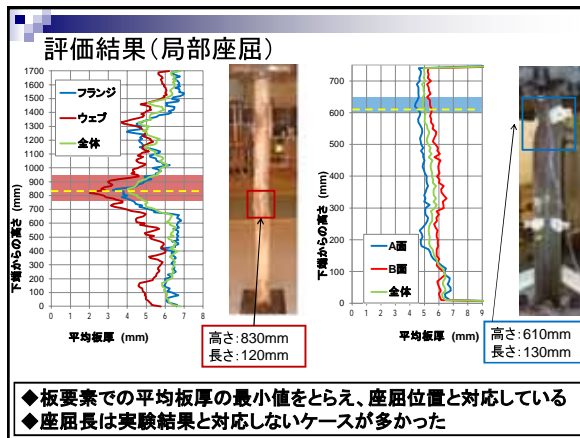 評価結果(局部座屈)
1700
1600
1500
1400
1300
1200
1100
1000
900
800
700
600
500
400
300
200
100
0
下端からの高さ (mm)
フランジ
ウェブ
全体
0 1 2 3 4 5 6 7 8
平均板厚 (mm)
高さ:830mm
長さ:120mm
700
600
500
400
300
200
100
0
下端からの高さ (mm)
A面
B面
全体
0 1 2 3 4 5 6 7 8 9
平均板厚 (mm)
高さ:610mm
長さ:130mm
◆板要素での平均板厚の最小値をとらえ、座屈位置と対応している
◆座屈長は実験結果と対応しないケースが多かった